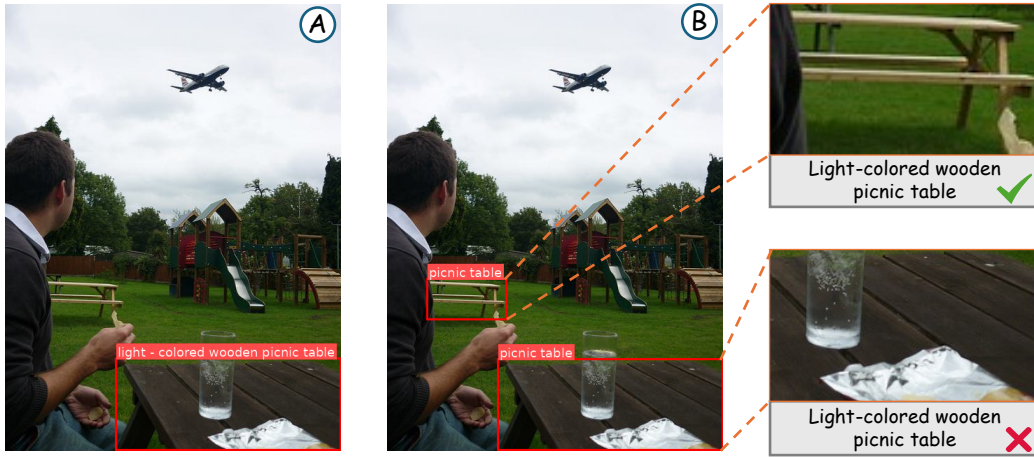 A
B
light - colored wooden picnic table
picnic table
picnic table
Light-colored wooden
picnic table
Light-colored wooden
picnic table